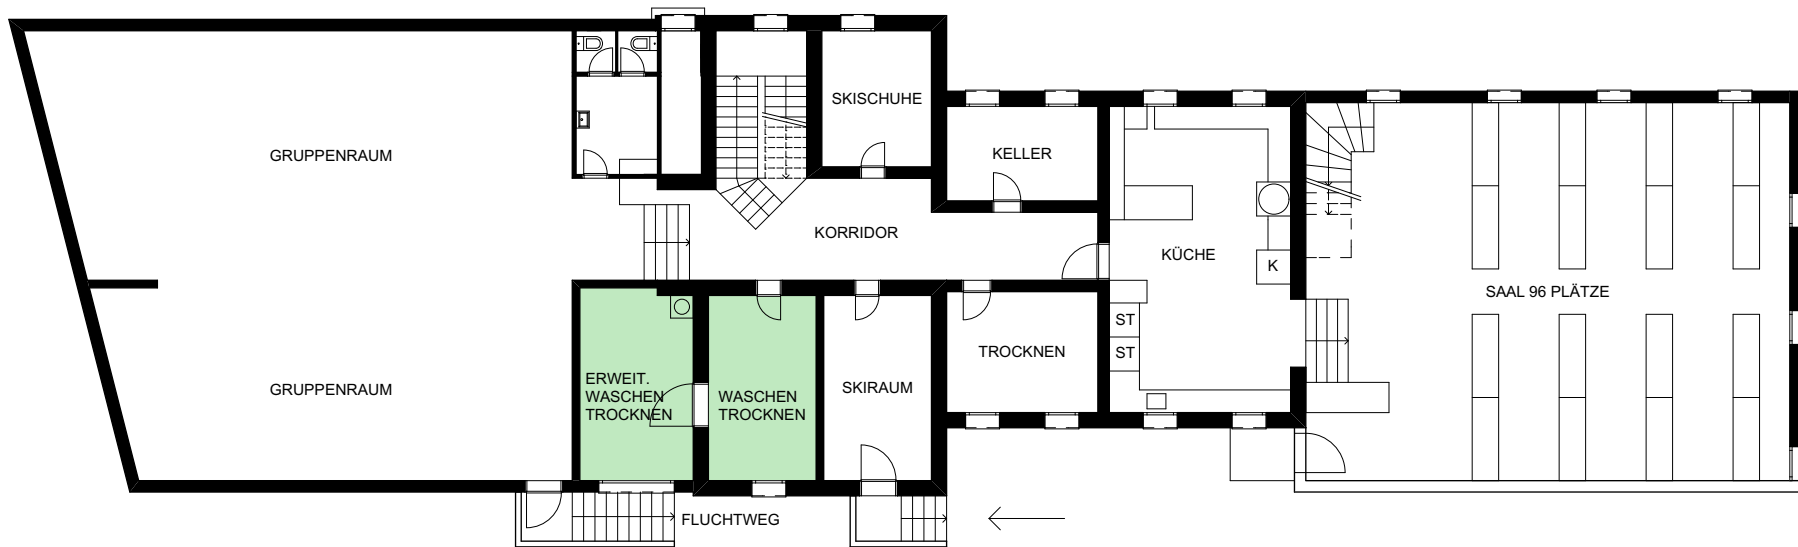 SKISCHUHE
GRUPPENRAUM
KELLER
KORRIDOR
KÜCHE
K
SAAL 96 PLÄTZE
ST
ST
TROCKNEN
ERWEIT.
WASCHEN
TROCKNEN
WASCHEN
TROCKNEN
SKIRAUM
GRUPPENRAUM
FLUCHTWEG